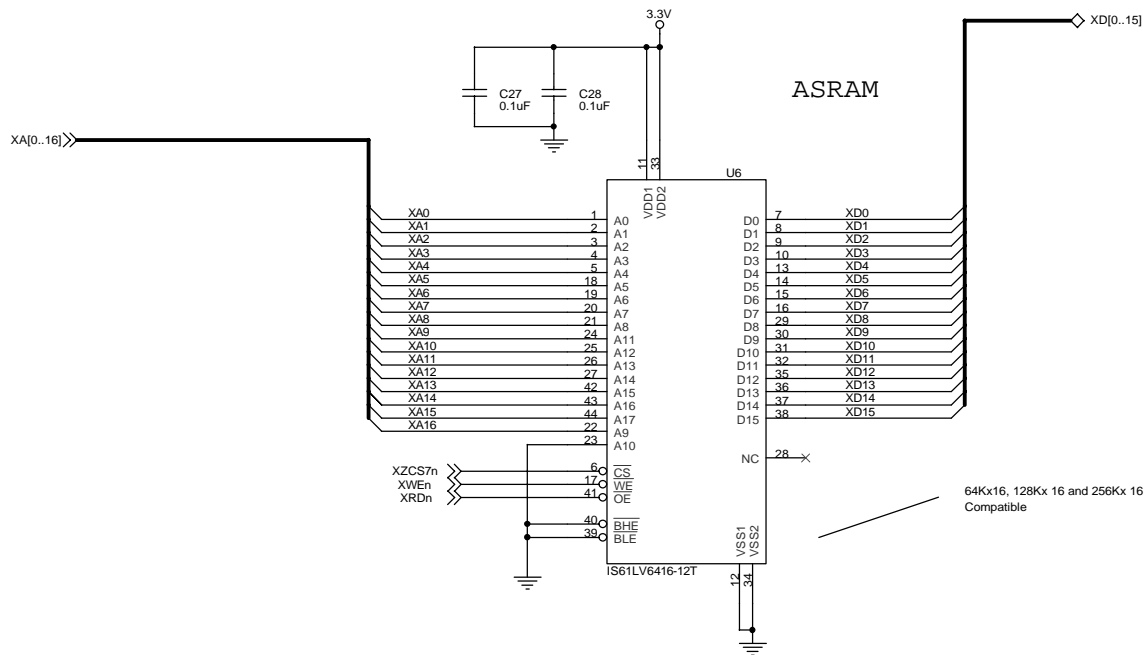 3.3V
XD[0..15]
C27
0.1uF
C28
0.1uF
ASRAM
XA[0..16]
11
33
U6
VDD1
VDD2
XA0 1 A0 D0 7 XD0
XA1 2 A1 D1 8 XD1
XA2 3 A2 D2 9 XD2
XA3 4 A3 D3 10 XD3
XA4 5 A4 D4 13 XD4
XA5 18 A5 D5 14 XD5
XA6 19 A6 D6 15 XD6
XA7 20 A7 D7 16 XD7
XA8 21 A8 D8 29 XD8
XA9 24 A11 D9 30 XD9
XA10 25 A12 D10 31 XD10
XA11 26 A13 D11 32 XD11
XA12 27 A14 D12 35 XD12
XA13 42 A15 D13 36 XD13
XA14 43 A16 D14 37 XD14
XA15 44 A17 D15 38 XD15
XA16 22 A9
23 A10
NC 28
XZCS7n 6 CS
XWEn 17 WE
XRDn 41 OE
40 BHE
39 BLE
64Kx16, 128Kx 16 and 256Kx 16
Compatible
VSS1
VSS2
IS61LV6416-12T
12
34